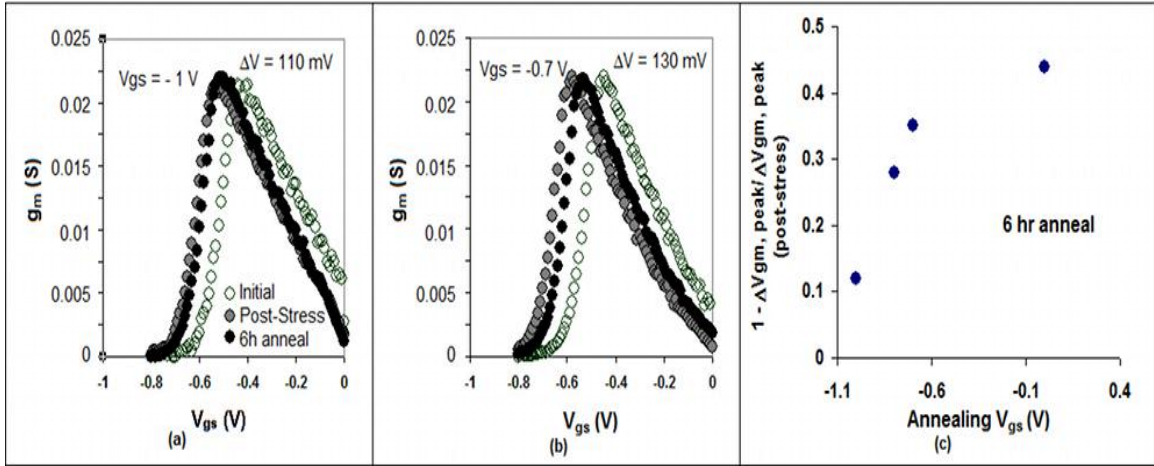 0.025
0.02
0.015
0.01
0.005
0
gm (S)
Vgs = - 1 V
ΔV = 110 mV
Initial
Post-Stress
6h anneal
-1 -0.8 -0.6 -0.4 -0.2 0
Vgs (V)
(a)
0.025
0.02
0.015
0.01
0.005
0
gm (S)
Vgs = -0.7 V
ΔV = 130 mV
-1 -0.8 -0.6 -0.4 -0.2 0
Vgs (V)
(b)
0.5
0.4
0.3
0.2
0.1
0
1 - ΔVgm, peak/ ΔVgm, peak
(post-stress)
6 hr anneal
-1.1 -0.6 -0.1 0.4
Annealing Vgs (V)
(c)